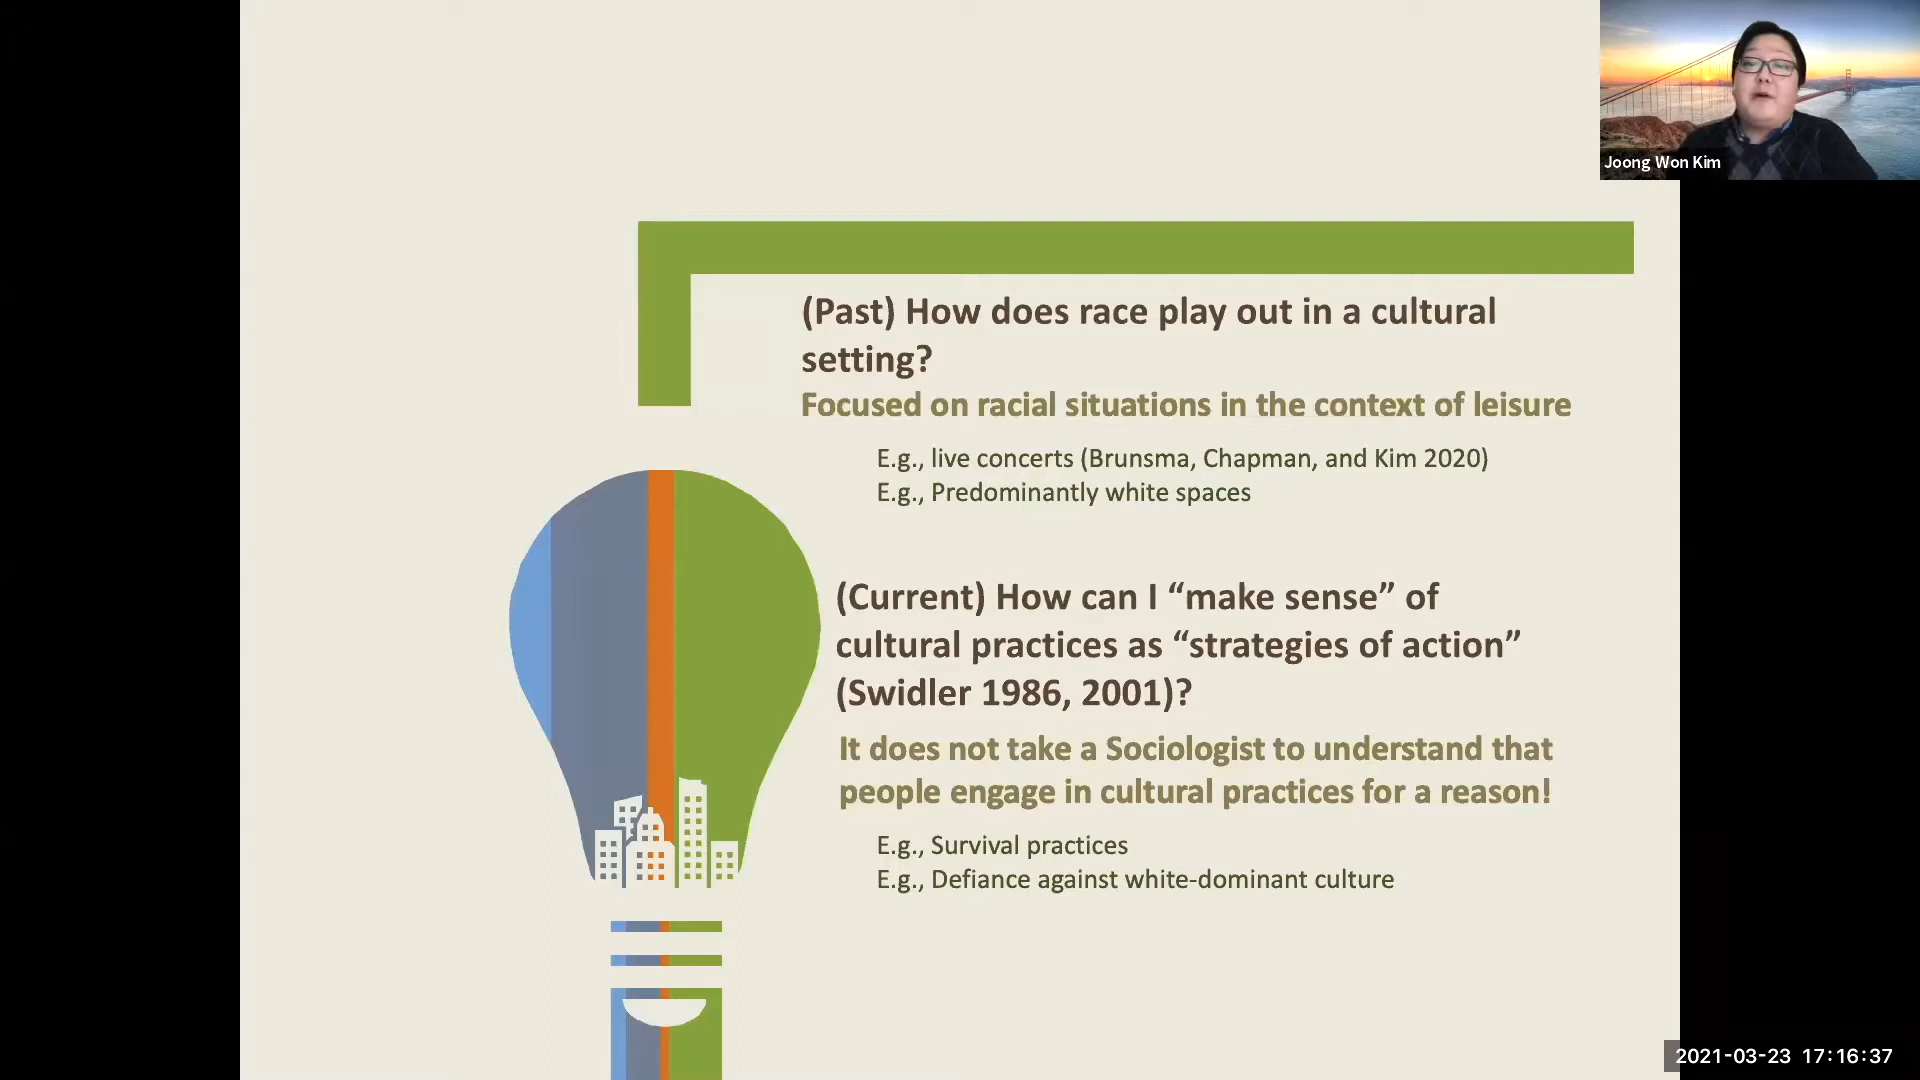 Joong Won Kim
(Past) How does race play out in a cultural
setting?
Focused on racial situations in the context of leisure
E.g., live concerts (Brunsma, Chapman, and Kim 2020)
E.g., Predominantly white spaces
(Current) How can I “make sense” of
cultural practices as “strategies of action”
(Swidler 1986, 2001)?
It does not take a Sociologist to understand that
people engage in cultural practices for a reason!
E.g., Survival practices
E.g., Defiance against white-dominant culture
2021-03-23 17:16:37